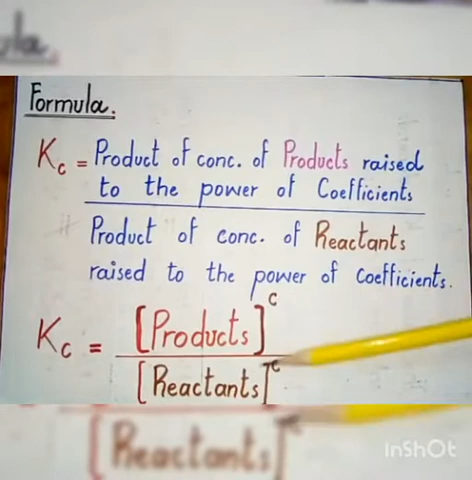 ula.
Formula.
Kc = Product of conc. of Products raised
to the power of Coefficients
Product of conc. of Reactants
raised to the power of coefficients.
Kc = [Products]^C
[Reactants]^C
[Reactants]
InShOt